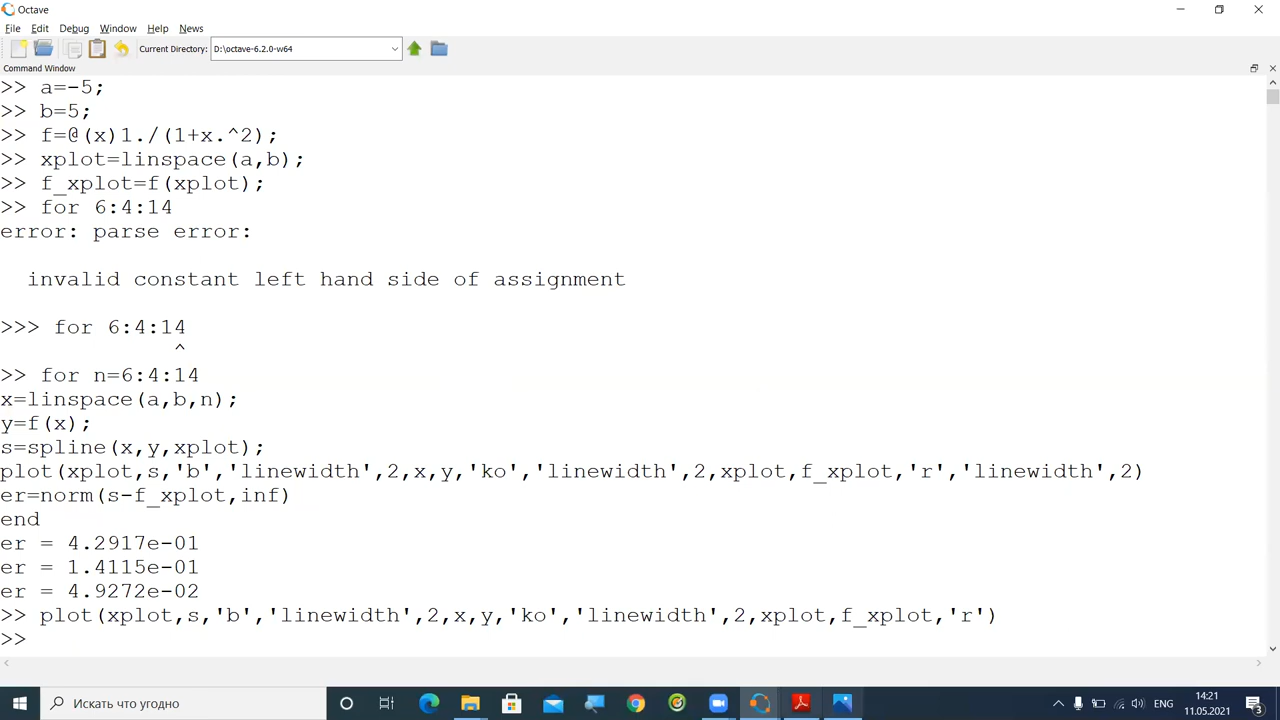 Octave
File Edit Debug Window Help News
Current Directory: D:\octave-6.2.0-w64
Command Window
>> a=-5;
>> b=5;
>> f=@(x)1./(1+x.^2);
>> xplot=linspace(a,b);
>> f_xplot=f(xplot);
>> for 6:4:14
error: parse error:
invalid constant left hand side of assignment
>>> for 6:4:14
^
>> for n=6:4:14
x=linspace(a,b,n);
y=f(x);
s=spline(x,y,xplot);
plot(xplot,s,'b','linewidth',2,x,y,'ko','linewidth',2,xplot,f_xplot,'r','linewidth',2)
er=norm(s-f_xplot,inf)
end
er = 4.2917e-01
er = 1.4115e-01
er = 4.9272e-02
>> plot(xplot,s,'b','linewidth',2,x,y,'ko','linewidth',2,xplot,f_xplot,'r')
>>
Искать что угодно
ENG
14:21
11.05.2021
3